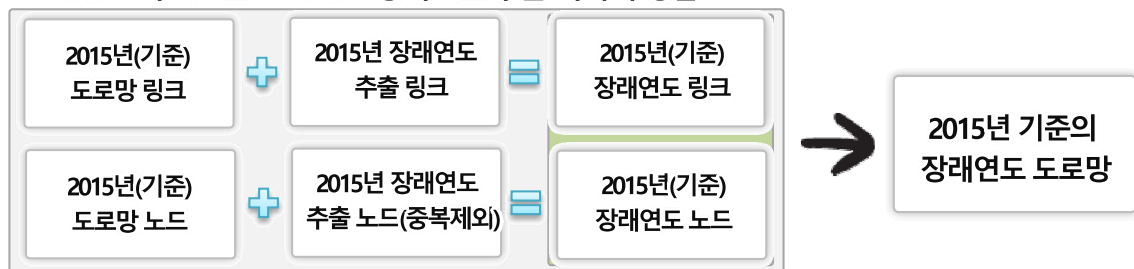 2015년(기준)
도로망 링크
2015년 장래연도
추출 링크
2015년(기준)
장래연도 링크
2015년(기준)
도로망 노드
2015년 장래연도
추출 노드(중복제외)
2015년(기준)
장래연도 노드
2015년 기준의
장래연도 도로망